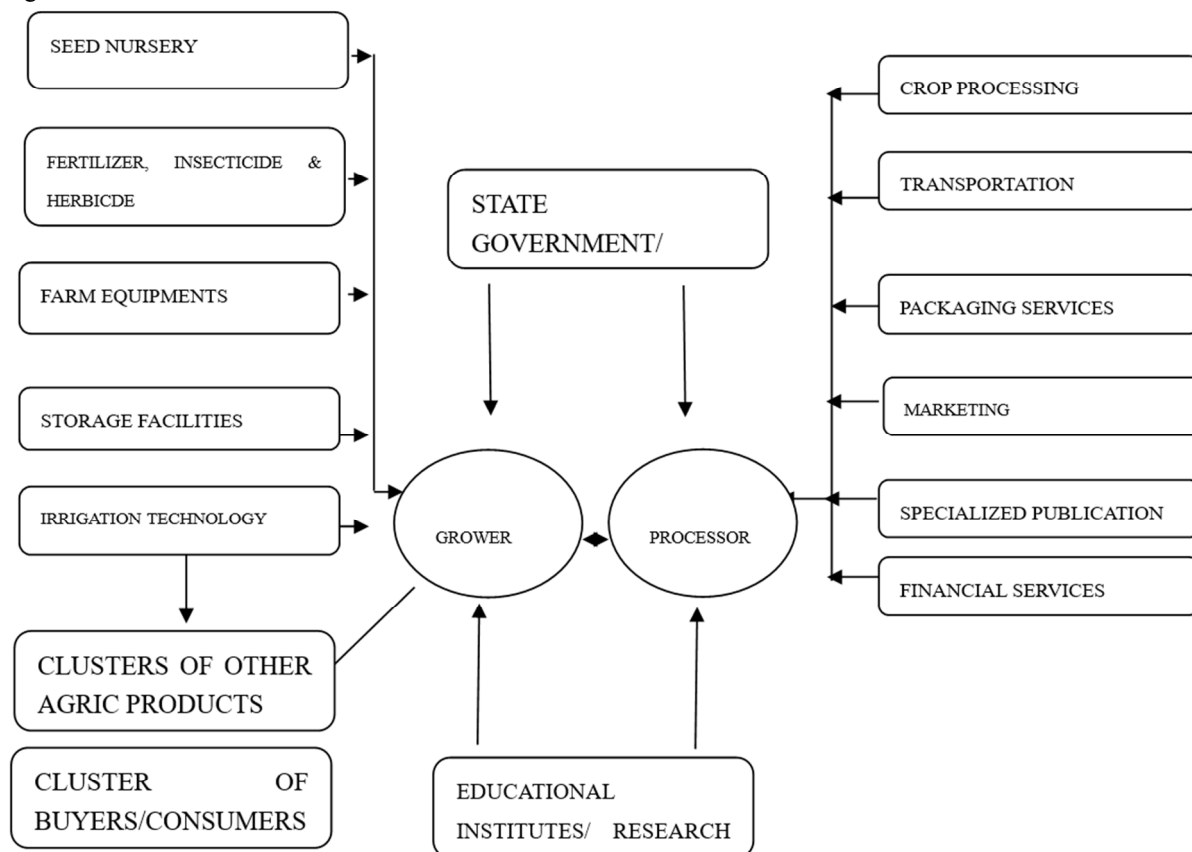 SEED NURSERY
FERTILIZER, INSECTICIDE &
HERBICDE
FARM EQUIPMENTS
STORAGE FACILITIES
IRRIGATION TECHNOLOGY
CLUSTERS OF OTHER
AGRIC PRODUCTS
CLUSTER OF
BUYERS/CONSUMERS
STATE
GOVERNMENT/
GROWER
PROCESSOR
EDUCATIONAL
INSTITUTES/ RESEARCH
CROP PROCESSING
TRANSPORTATION
PACKAGING SERVICES
MARKETING
SPECIALIZED PUBLICATION
FINANCIAL SERVICES